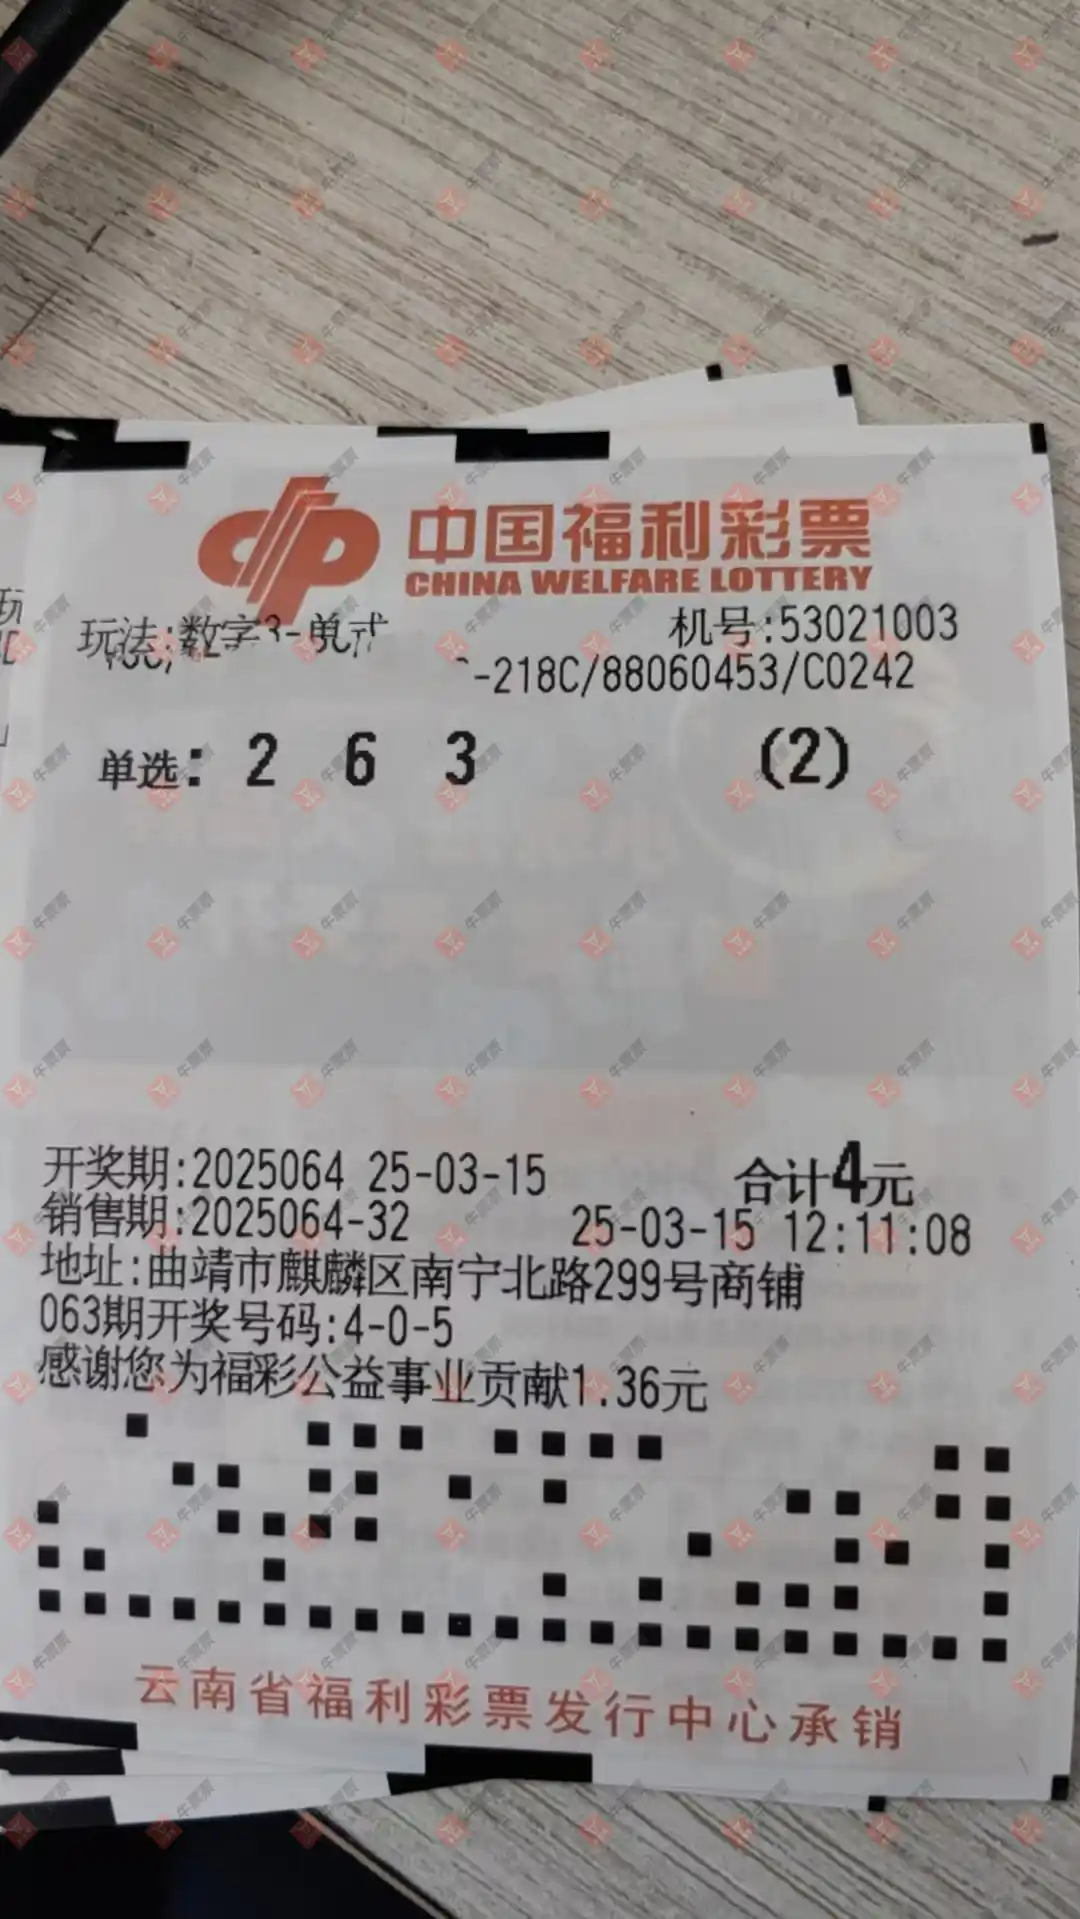 中国福利彩票
CHINA WELFARE LOTTERY
玩法:数字3-单式 机号:53021003
-218C/88060453/C0242
单选: 2 6 3 (2)
开奖期:2025064 25-03-15 合计4元
销售期:2025064-32 25-03-15 12:11:08
地址:曲靖市麒麟区南宁北路299号商铺
063期开奖号码:4-0-5
感谢您为福彩公益事业贡献1.36元
云南省福利彩票发行中心承销
牛票票